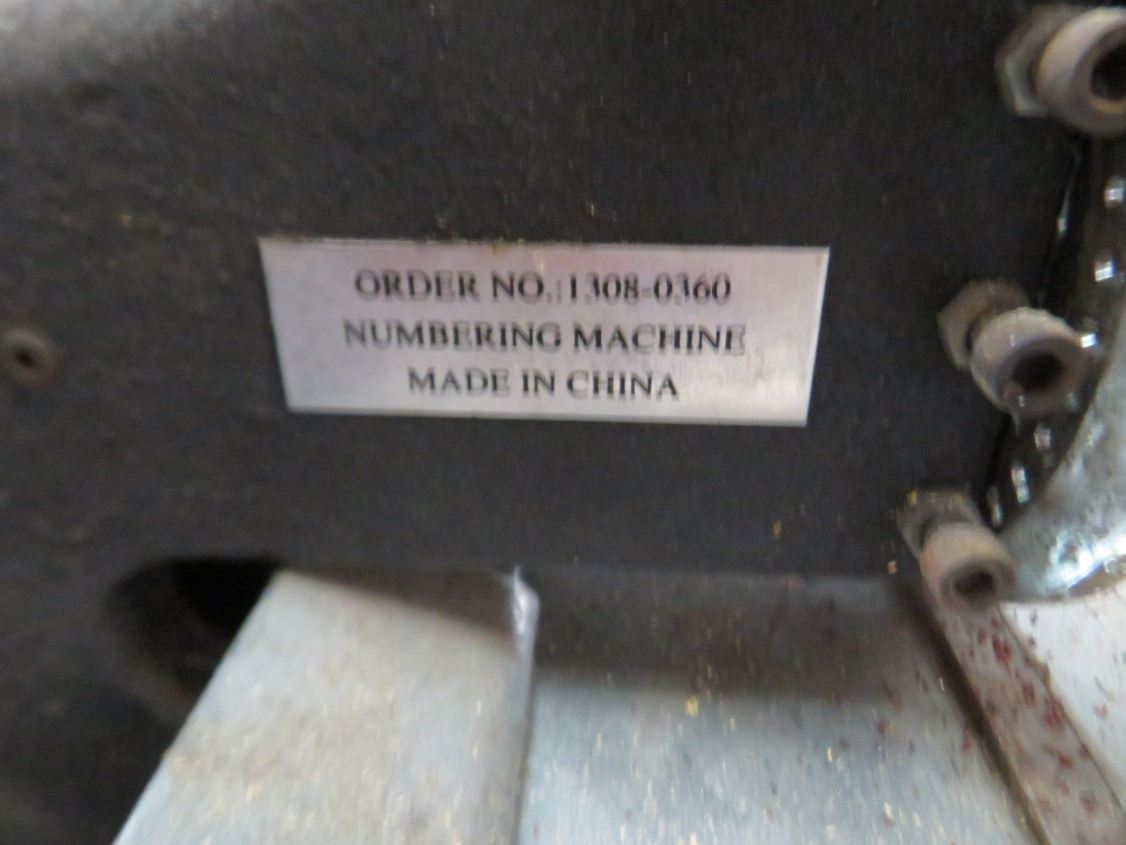 ORDER NO.:1308-0360
NUMBERING MACHINE
MADE IN CHINA